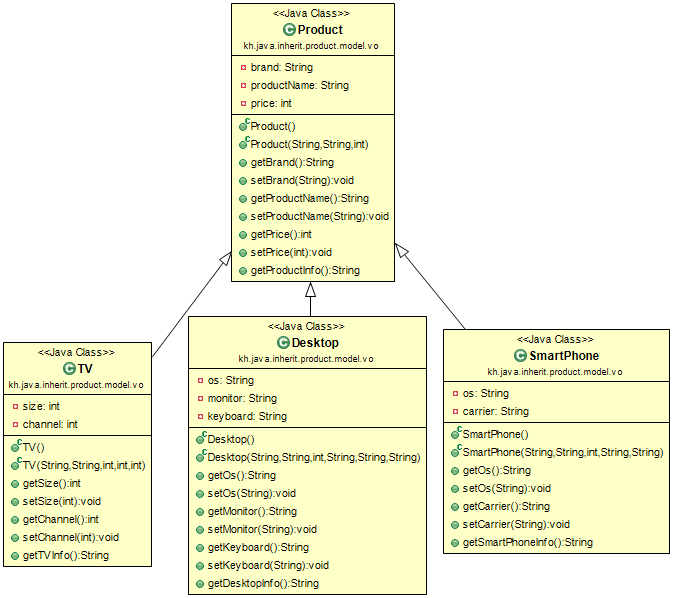 <<Java Class>>
Product
kh.java.inherit.product.model.vo
brand: String
productName: String
price: int
Product()
Product(String,String,int)
getBrand():String
setBrand(String):void
getProductName():String
setProductName(String):void
getPrice():int
setPrice(int):void
getProductInfo():String
<<Java Class>>
TV
kh.java.inherit.product.model.vo
size: int
channel: int
TV()
TV(String,String,int,int,int)
getSize():int
setSize(int):void
getChannel():int
setChannel(int):void
getTVInfo():String
<<Java Class>>
Desktop
kh.java.inherit.product.model.vo
os: String
monitor: String
keyboard: String
Desktop()
Desktop(String,String,int,String,String,String)
getOs():String
setOs(String):void
getMonitor():String
setMonitor(String):void
getKeyboard():String
setKeyboard(String):void
getDesktopInfo():String
<<Java Class>>
SmartPhone
kh.java.inherit.product.model.vo
os: String
carrier: String
SmartPhone()
SmartPhone(String,String,int,String,String)
getOs():String
setOs(String):void
getCarrier():String
setCarrier(String):void
getSmartPhoneInfo():String